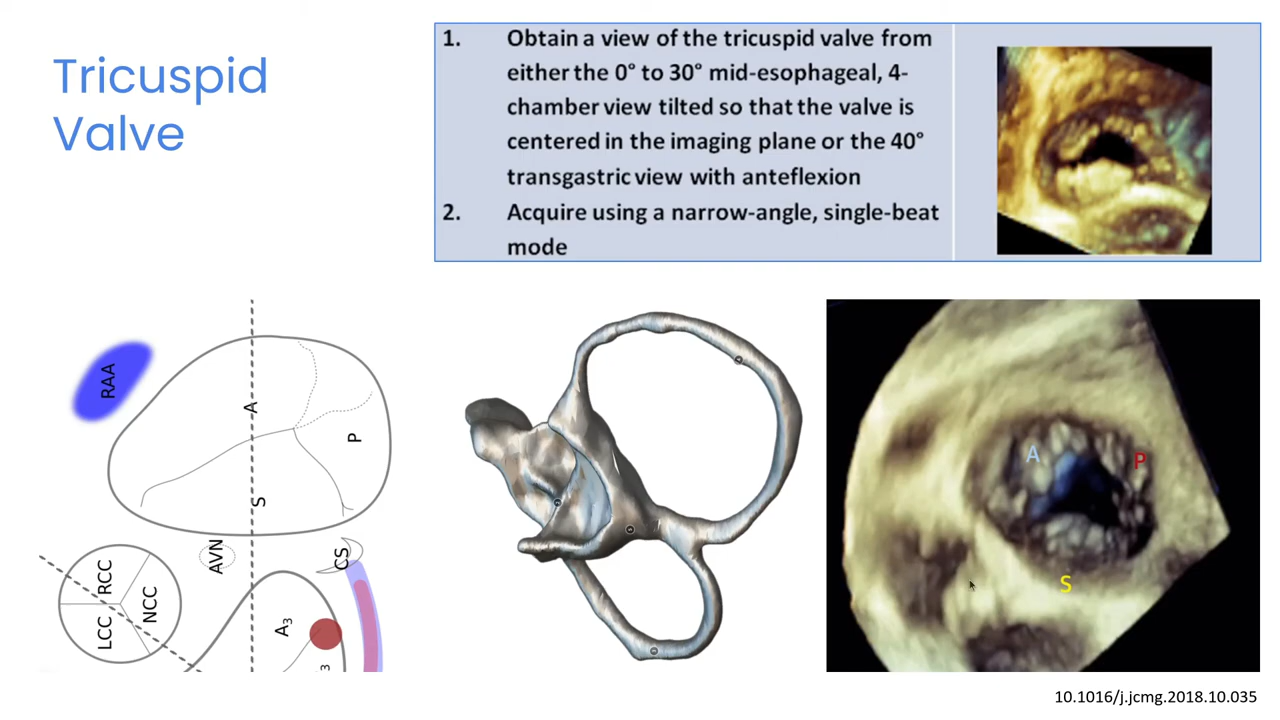 Tricuspid
Valve
1. Obtain a view of the tricuspid valve from
either the 0° to 30° mid-esophageal, 4-
chamber view tilted so that the valve is
centered in the imaging plane or the 40°
transgastric view with anteflexion
2. Acquire using a narrow-angle, single-beat
mode
RAA
A
P
S
AVN
CS
RCC
NCC
LCC
A3
3
A
P
S
10.1016/j.jcmg.2018.10.035